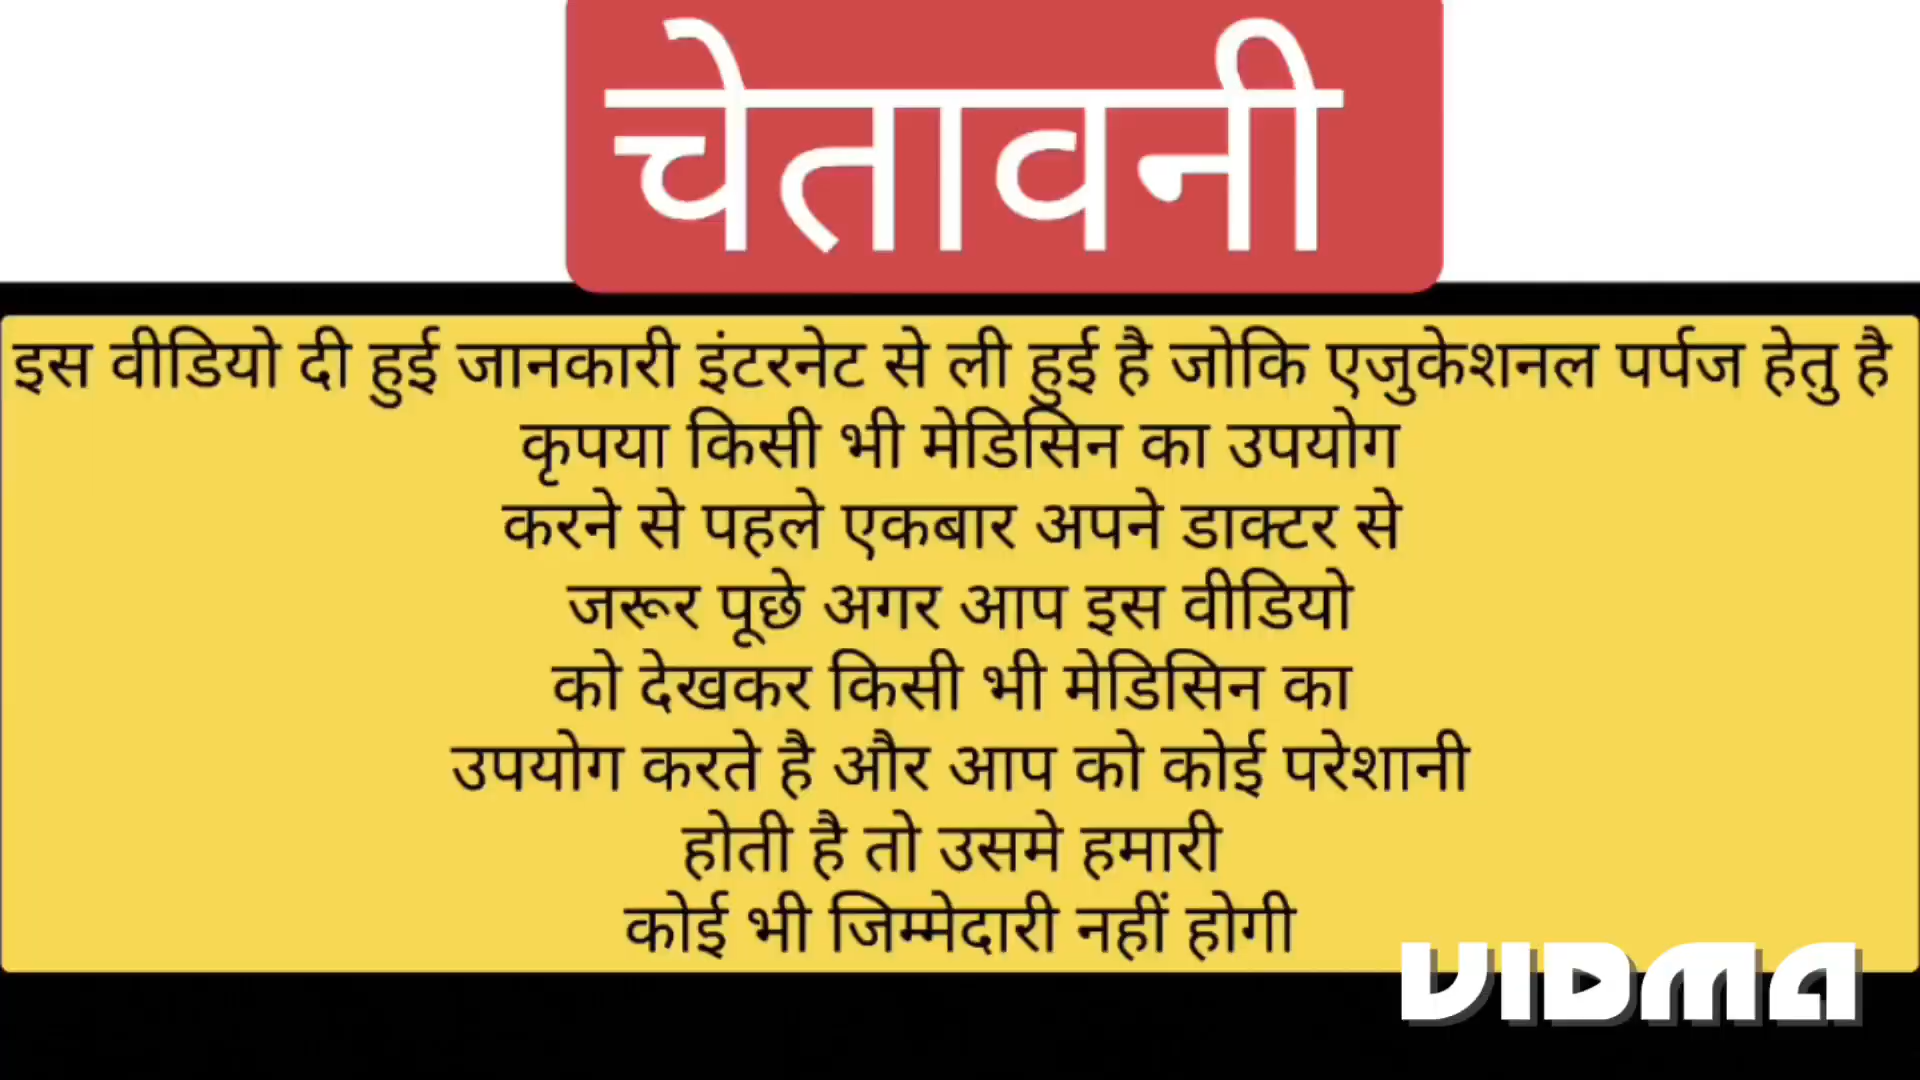 चेतावनी
इस वीडियो दी हुई जानकारी इंटरनेट से ली हुई है जोकि एजुकेशनल पर्पज हेतु है
कृपया किसी भी मेडिसिन का उपयोग
करने से पहले एकबार अपने डाक्टर से
जरूर पूछे अगर आप इस वीडियो
को देखकर किसी भी मेडिसिन का
उपयोग करते है और आप को कोई परेशानी
होती है तो उसमे हमारी
कोई भी जिम्मेदारी नहीं होगी
VIDMA